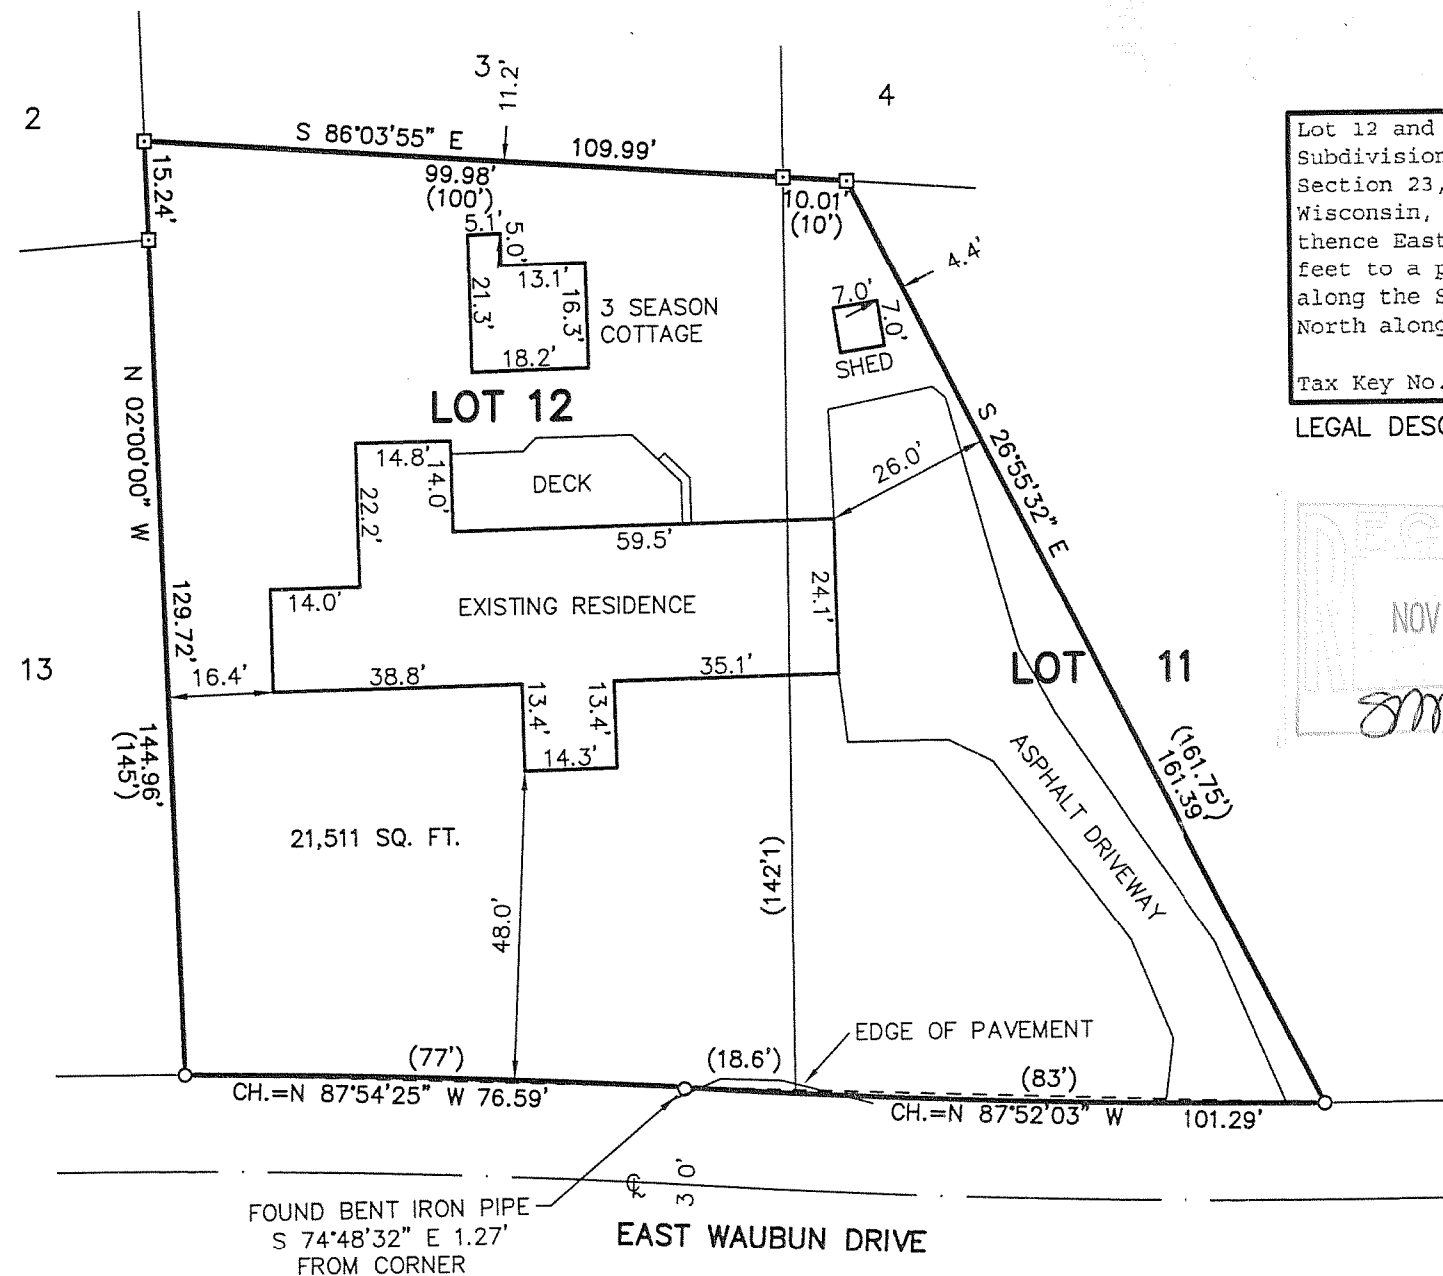 2
3
11.2'
4
S 86°03'55" E
109.99'
99.98'
(100')
10.01'
(10')
15.24'
5.1'
5.0'
13.1'
21.3'
16.3'
18.2'
3 SEASON
COTTAGE
4.4'
7.0'
7.0'
SHED
Lot 12 and
Subdivision
Section 23,
Wisconsin,
thence East
feet to a
along the
North along
Tax Key No.
LEGAL
LOT 12
N 02°00'00" W
14.8'
14.0'
22.2'
DECK
59.5'
26.0'
S 26°55'32" E
14.0'
EXISTING RESIDENCE
24.1'
129.72'
13
16.4'
38.8'
35.1'
13.4'
13.4'
14.3'
LOT 11
NOV
144.96'
(145')
(161.75')
161.39'
ASPHALT DRIVEWAY
21,511 SQ. FT.
48.0'
(142'1)
EDGE OF PAVEMENT
(77')
(18.6')
(83')
CH.=N 87°54'25" W 76.59'
CH.=N 87°52'03" W 101.29'
FOUND BENT IRON PIPE
S 74°48'32" E 1.27'
FROM CORNER
3 0'
EAST WAUBUN DRIVE